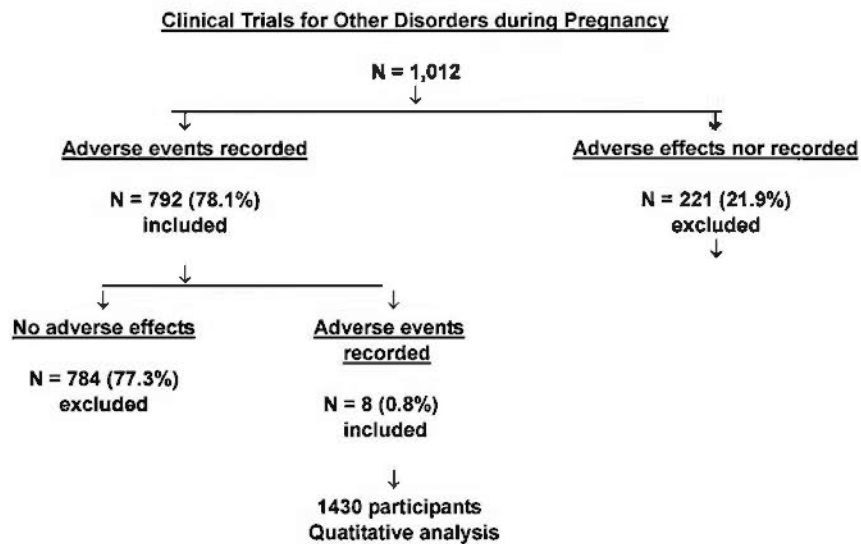 Clinical Trials for Other Disorders during Pregnancy
N = 1,012
Adverse events recorded
Adverse effects nor recorded
N = 792 (78.1%)
included
N = 221 (21.9%)
excluded
No adverse effects
Adverse events
recorded
N = 784 (77.3%)
excluded
N = 8 (0.8%)
included
1430 participants
Quatitative analysis